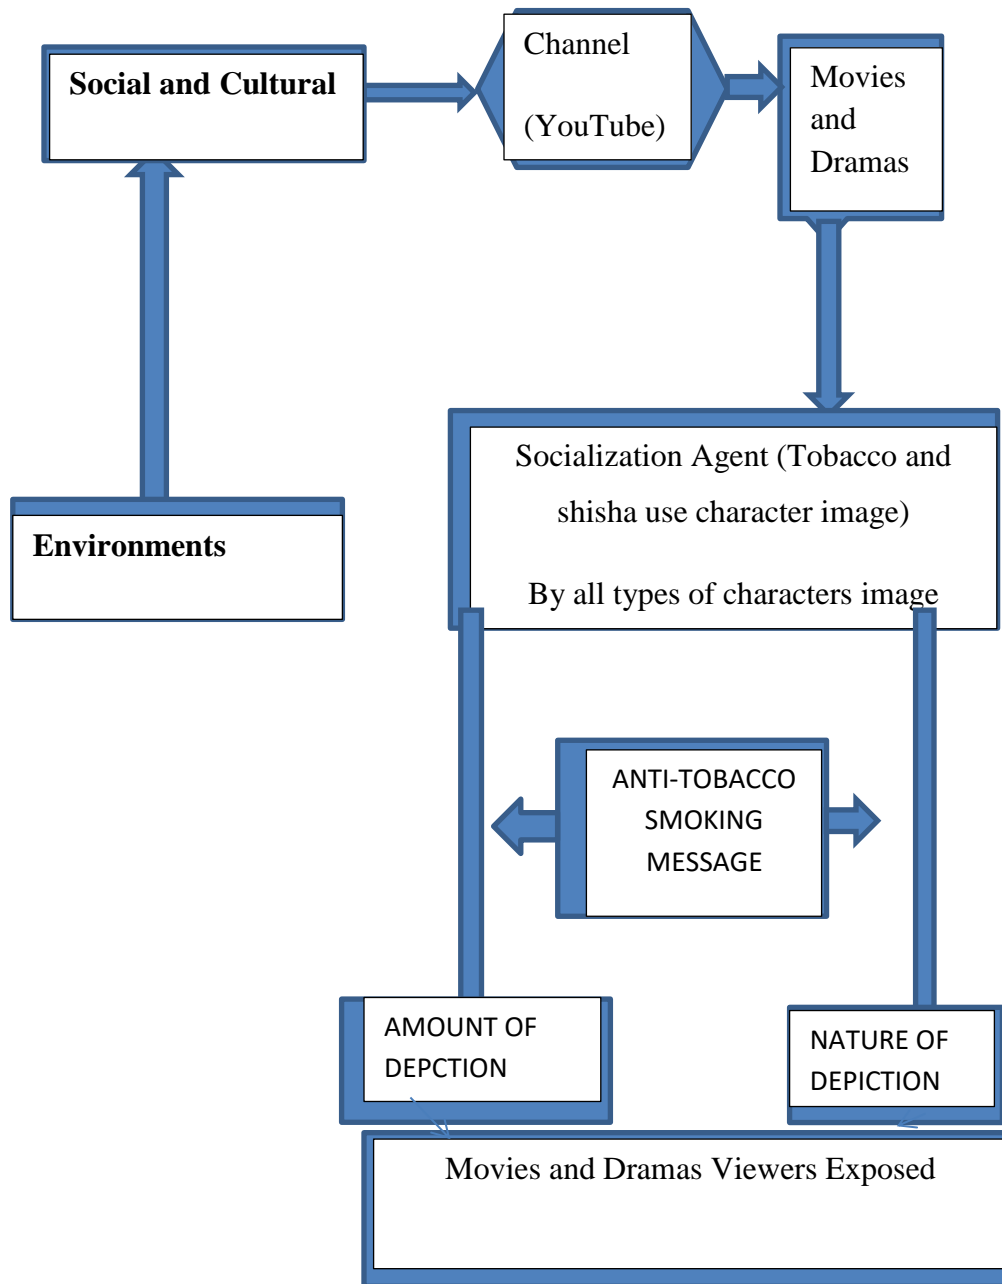 Social and Cultural
Channel
(YouTube)
Movies
and
Dramas
Environments
Socialization Agent (Tobacco and
shisha use character image)
By all types of characters image
ANTI-TOBACCO
SMOKING
MESSAGE
AMOUNT OF
DEPCTION
NATURE OF
DEPICTION
Movies and Dramas Viewers Exposed